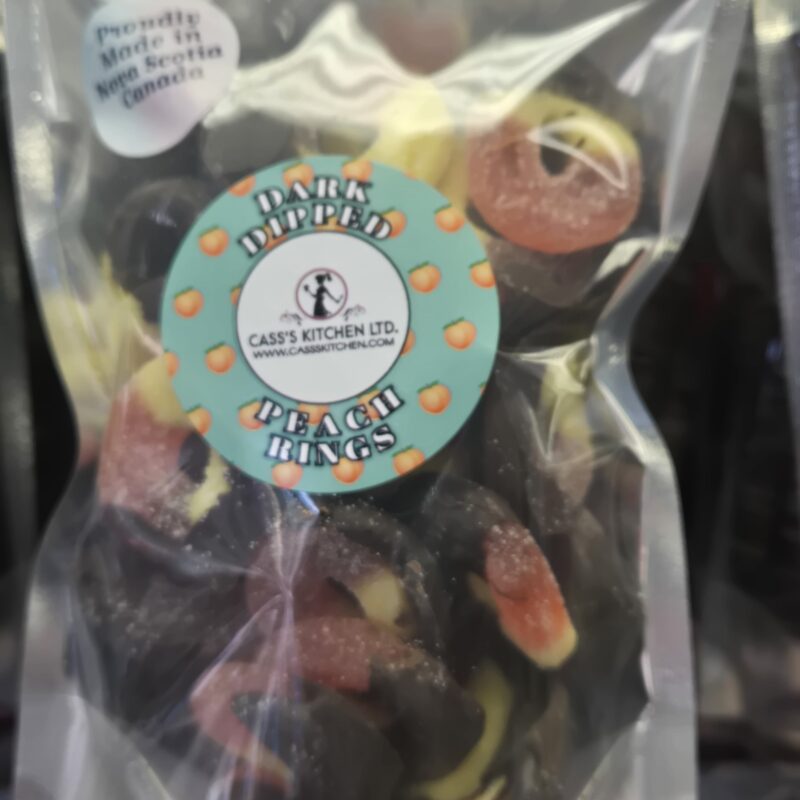 Proudly
Made in
Nova Scotia
Canada
DARK
DIPPED
CASS'S KITCHEN LTD.
WWW.CASSSKITCHEN.COM
PEACH
RINGS